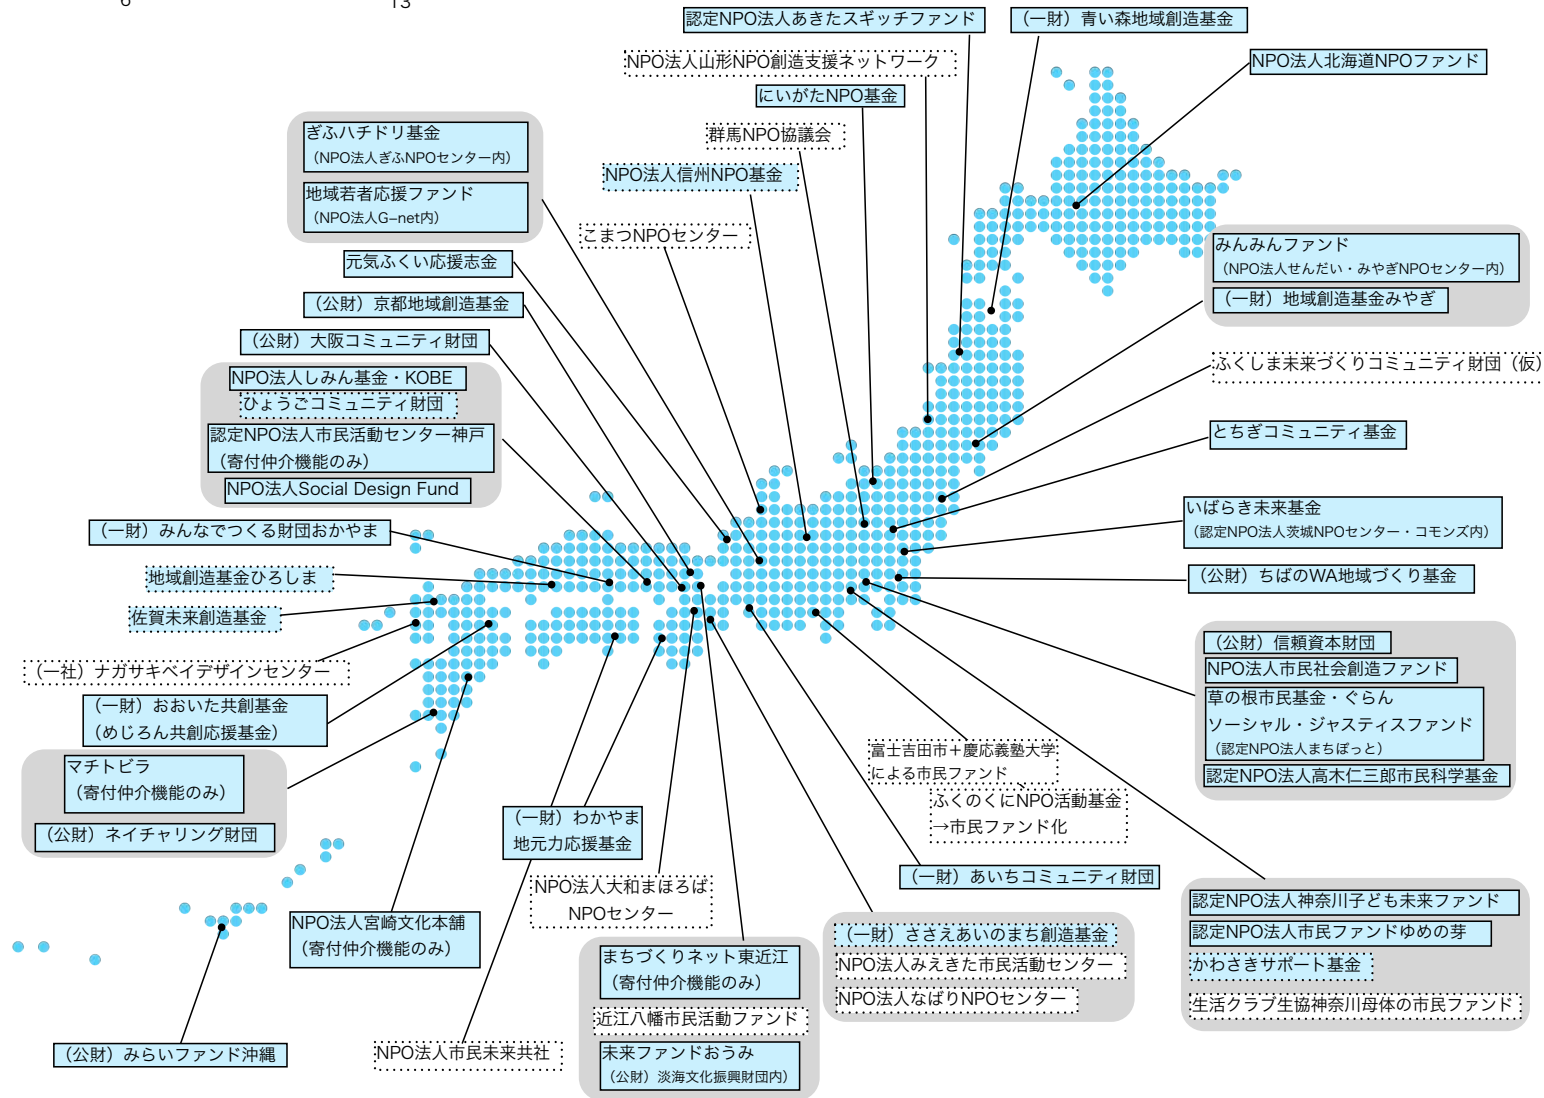 6
13
認定NPO法人あきたスギッチファンド
（一財）青い森地域創造基金
NPO法人山形NPO創造支援ネットワーク
NPO法人北海道NPOファンド
にいがたNPO基金
ぎふハチドリ基金
（NPO法人ぎふNPOセンター内）
地域若者応援ファンド
（NPO法人G-net内）
群馬NPO協議会
NPO法人信州NPO基金
こまつNPOセンター
元気ふくい応援志金
（公財）京都地域創造基金
（公財）大阪コミュニティ財団
NPO法人しみん基金・KOBE
ひょうごコミュニティ財団
認定NPO法人市民活動センター神戸
（寄付仲介機能のみ）
NPO法人Social Design Fund
みんみんファンド
（NPO法人せんだい・みやぎNPOセンター内）
（一財）地域創造基金みやぎ
ふくしま未来づくりコミュニティ財団（仮）
とちぎコミュニティ基金
いばらき未来基金
（認定NPO法人茨城NPOセンター・コモンズ内）
（公財）ちばのWA地域づくり基金
（一財）みんなでつくる財団おかやま
地域創造基金ひろしま
佐賀未来創造基金
（一社）ナガサキベイデザインセンター
（一財）おおいた共創基金
（めじろん共創応援基金）
マチトビラ
（寄付仲介機能のみ）
（公財）ネイチャリング財団
（公財）信頼資本財団
NPO法人市民社会創造ファンド
草の根市民基金・ぐらん
ソーシャル・ジャスティスファンド
（認定NPO法人まちぽっと）
認定NPO法人高木仁三郎市民科学基金
富士吉田市＋慶応義塾大学
による市民ファンド
ふくのくにNPO活動基金
→市民ファンド化
（一財）わかやま
地元力応援基金
（一財）あいちコミュニティ財団
NPO法人大和まほろば
NPOセンター
NPO法人宮崎文化本舗
（寄付仲介機能のみ）
まちづくりネット東近江
（寄付仲介機能のみ）
近江八幡市民活動ファンド
未来ファンドおうみ
（公財）淡海文化振興財団内）
（一財）ささえあいのまち創造基金
NPO法人みえきた市民活動センター
NPO法人なばりNPOセンター
認定NPO法人神奈川子ども未来ファンド
認定NPO法人市民ファンドゆめの芽
かわさきサポート基金
生活クラブ生協神奈川母体の市民ファンド
（公財）みらいファンド沖縄
NPO法人市民未来共社